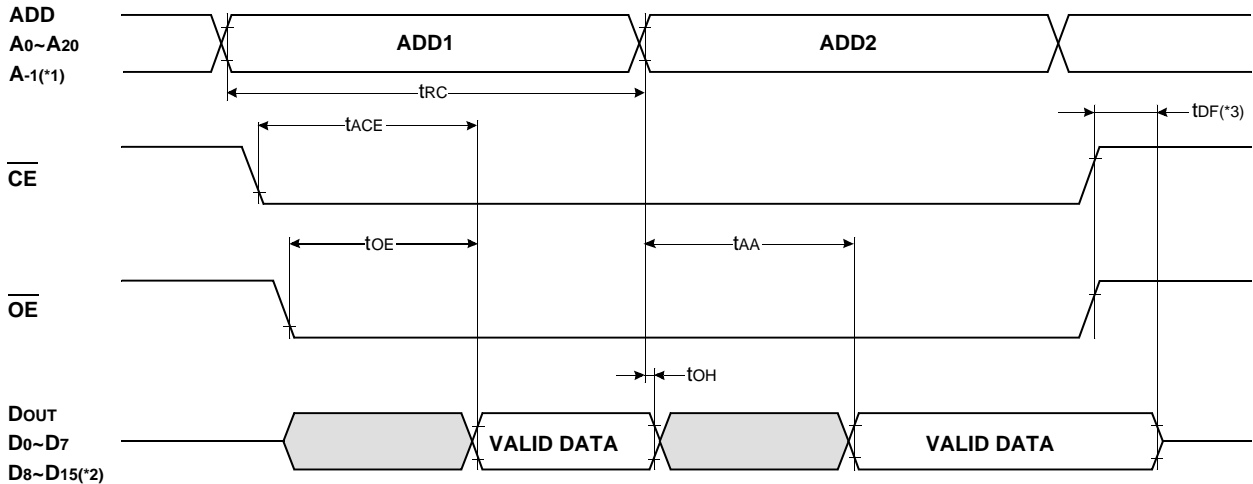 ADD
A0~A20
A-1(*1)
ADD1
ADD2
tRC
tACE
tDF(*3)
CE
tOE
tAA
OE
tOH
DOUT
D0~D7
D8~D15(*2)
VALID DATA
VALID DATA